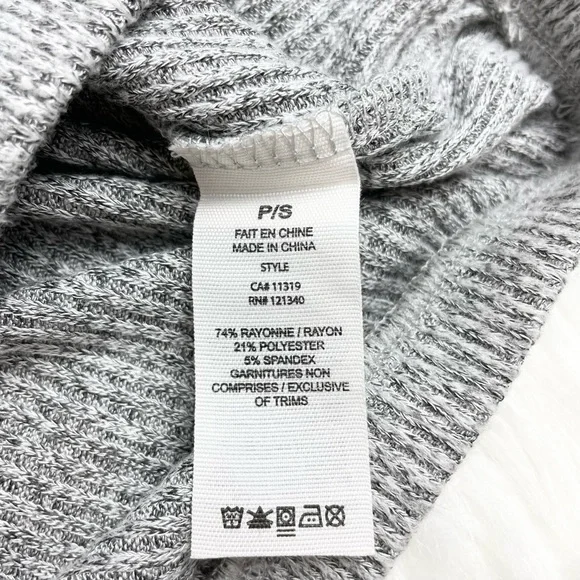 P/S
FAIT EN CHINE
MADE IN CHINA
STYLE
CA# 11319
RN# 121340
74% RAYONNE / RAYON
21% POLYESTER
5% SPANDEX
GARNITURES NON
COMPRISES / EXCLUSIVE
OF TRIMS